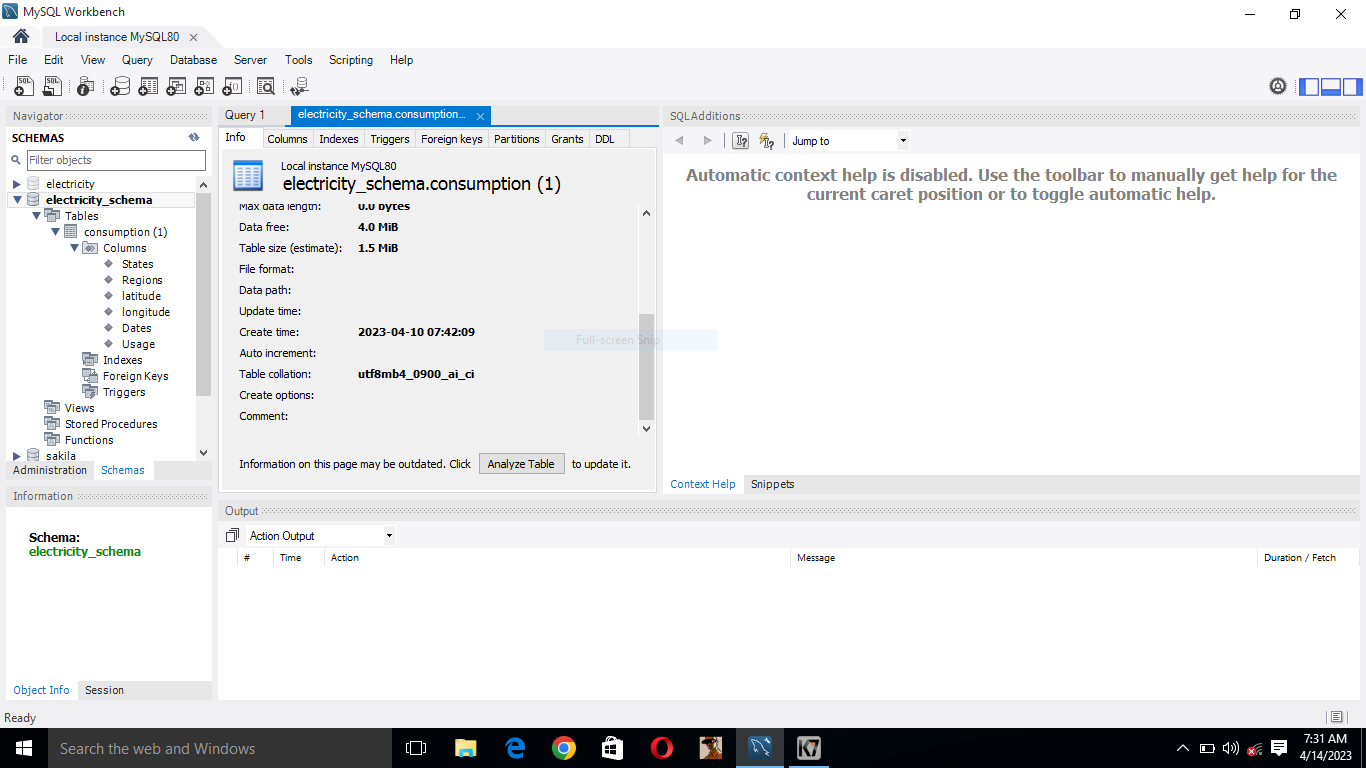 MySQL Workbench
Local instance MySQL80
File Edit View Query Database Server Tools Scripting Help
Navigator
SCHEMAS
Filter objects
electricity
electricity_schema
Tables
consumption (1)
Columns
States
Regions
latitude
longitude
Dates
Usage
Indexes
Foreign Keys
Triggers
Views
Stored Procedures
Functions
sakila
Administration Schemas
Information
Schema:
electricity_schema
Object Info Session
Query 1 electricity_schema.consumption...
Info Columns Indexes Triggers Foreign keys Partitions Grants DDL
Local instance MySQL80
electricity_schema.consumption (1)
Max data length: 0.0 bytes
Data free: 4.0 MiB
Table size (estimate): 1.5 MiB
File format:
Data path:
Update time:
Create time: 2023-04-10 07:42:09
Full-screen Snip
Auto increment:
Table collation: utf8mb4_0900_ai_ci
Create options:
Comment:
Information on this page may be outdated. Click Analyze Table to update it.
SQLAdditions
Jump to
Automatic context help is disabled. Use the toolbar to manually get help for the
current caret position or to toggle automatic help.
Context Help Snippets
Output
Action Output
# Time Action Message Duration / Fetch
Ready
Search the web and Windows
7:31 AM
4/14/2023